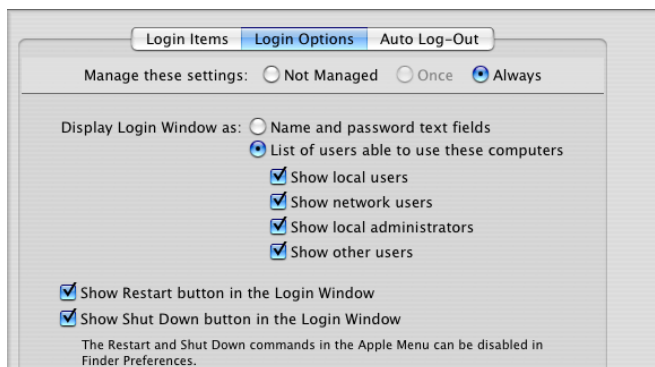 Login Items Login Options Auto Log-Out
Manage these settings: Not Managed Once Always
Display Login Window as: Name and password text fields
List of users able to use these computers
Show local users
Show network users
Show local administrators
Show other users
Show Restart button in the Login Window
Show Shut Down button in the Login Window
The Restart and Shut Down commands in the Apple Menu can be disabled in
Finder Preferences.